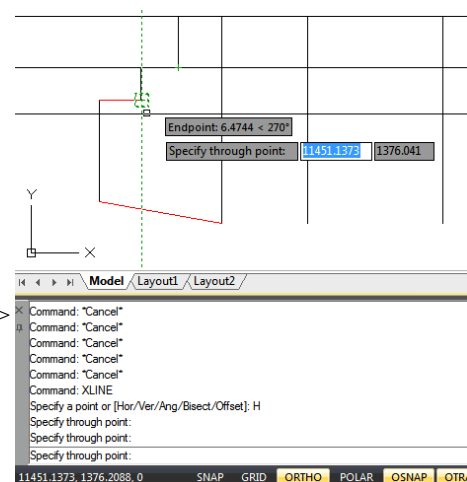 Endpoint: 6.4744 < 270°
Specify through point: 11451.1373 1376.041
Y
X
Model Layout1 Layout2
>
Command: *Cancel*
Command: *Cancel*
Command: *Cancel*
Command: *Cancel*
Command: *Cancel*
Command: XLINE
Specify a point or [Hor/Ver/Ang/Bisect/Offset]: H
Specify through point:
Specify through point:
Specify through point:
11451.1373, 1376.2088, 0 SNAP GRID ORTHO POLAR OSNAP OTRA